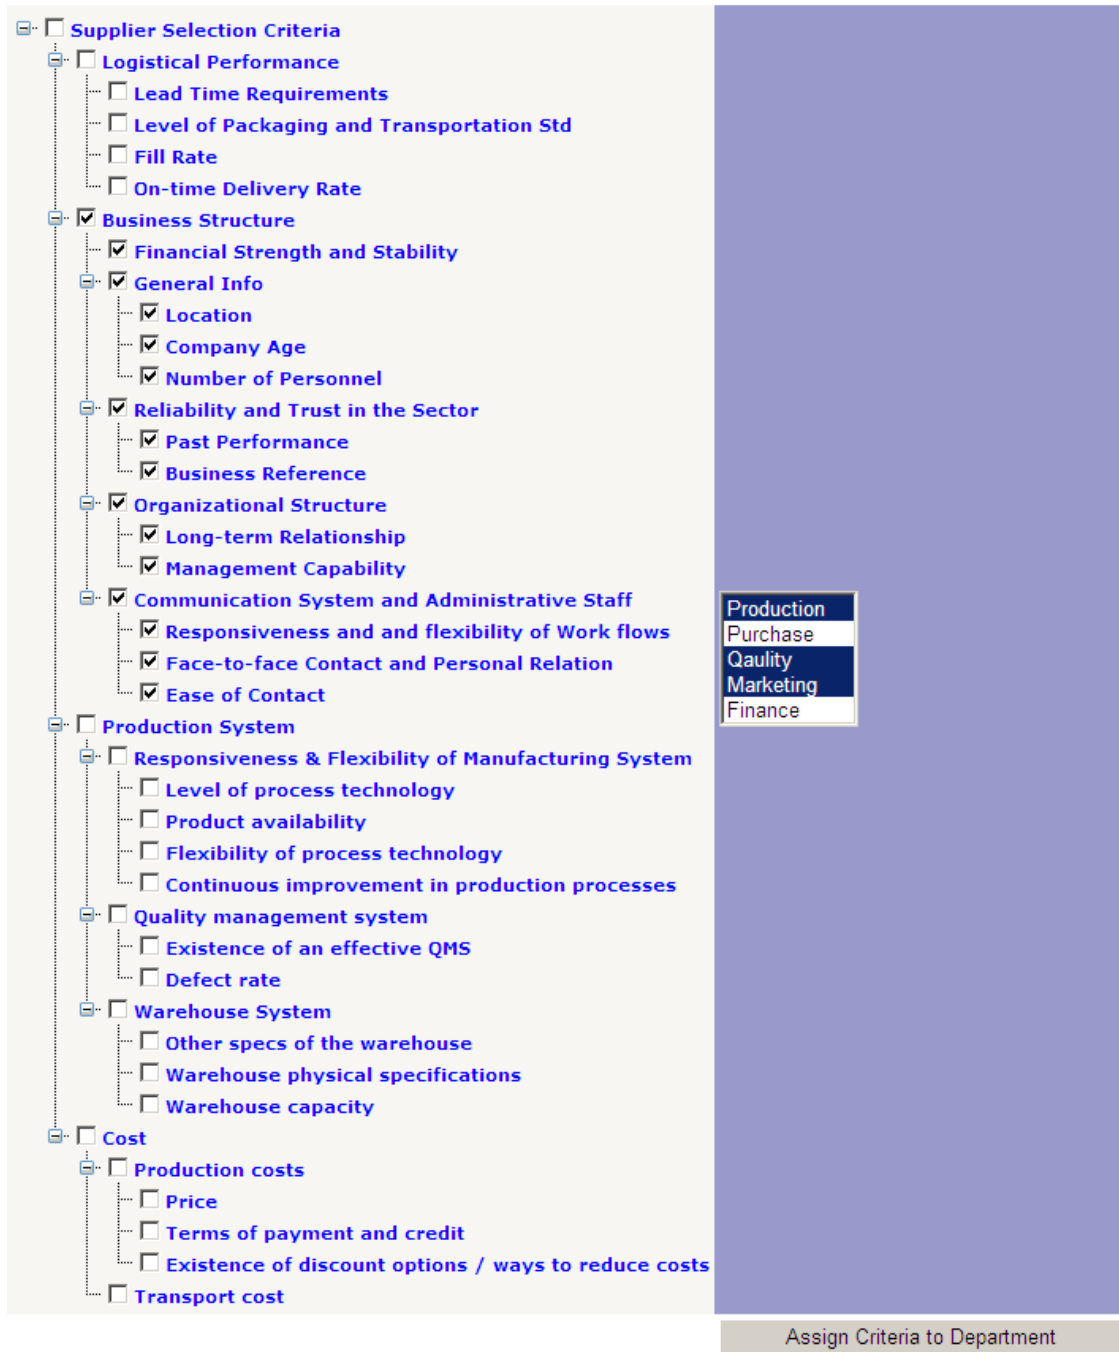 Supplier Selection Criteria
Logistical Performance
Lead Time Requirements
Level of Packaging and Transportation Std
Fill Rate
On-time Delivery Rate
Business Structure
Financial Strength and Stability
General Info
Location
Company Age
Number of Personnel
Reliability and Trust in the Sector
Past Performance
Business Reference
Organizational Structure
Long-term Relationship
Management Capability
Communication System and Administrative Staff
Responsiveness and and flexibility of Work flows
Face-to-face Contact and Personal Relation
Ease of Contact
Production System
Responsiveness & Flexibility of Manufacturing System
Level of process technology
Product availability
Flexibility of process technology
Continuous improvement in production processes
Quality management system
Existence of an effective QMS
Defect rate
Warehouse System
Other specs of the warehouse
Warehouse physical specifications
Warehouse capacity
Cost
Production costs
Price
Terms of payment and credit
Existence of discount options / ways to reduce costs
Transport cost
Production
Purchase
Qaulity
Marketing
Finance
Assign Criteria to Department